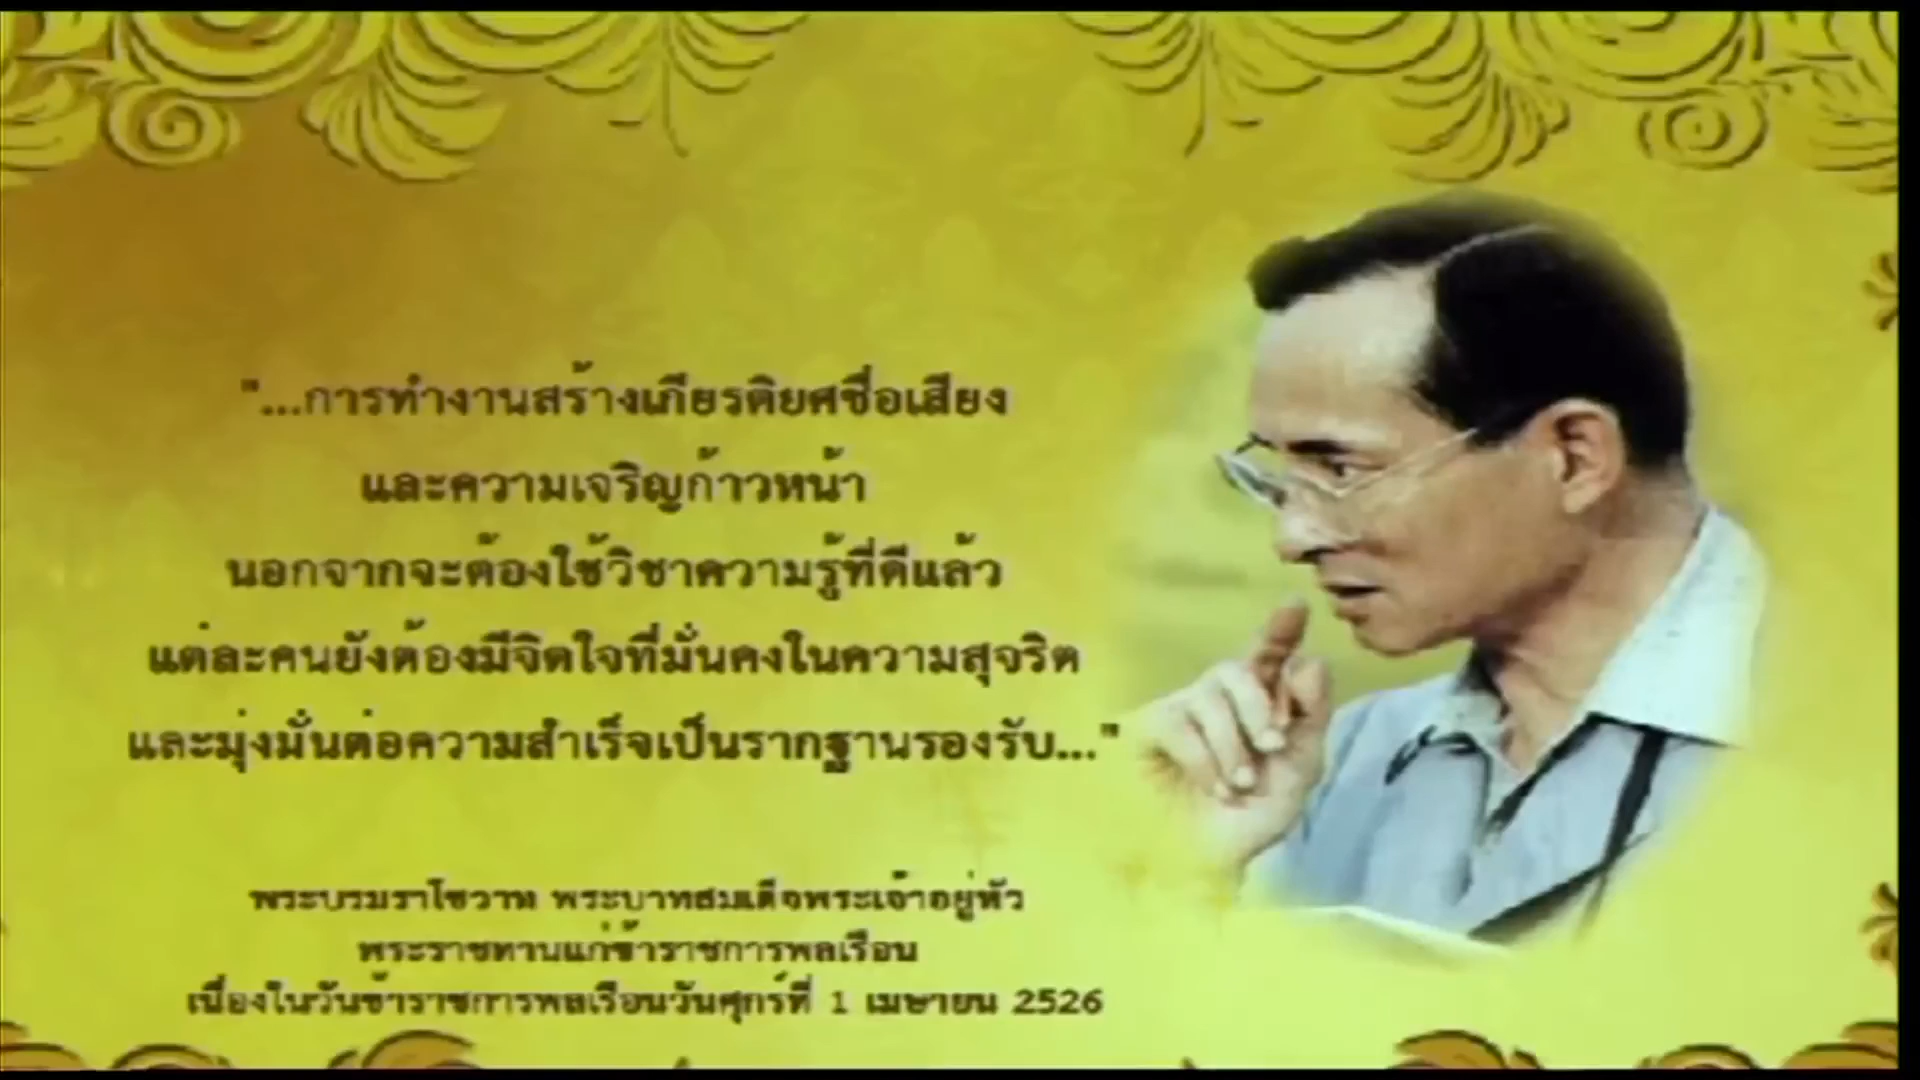 "...การทำงานสร้างเกียรติยศชื่อเสียง
และความเจริญก้าวหน้า
นอกจากจะต้องใช้วิชาความรู้ที่ดีแล้ว
แต่ละคนยังต้องมีจิตใจที่มั่นคงในความสุจริต
และมุ่งมั่นต่อความสำเร็จเป็นรากฐานรองรับ..."
พระบรมราโชวาท พระบาทสมเด็จพระเจ้าอยู่หัว
พระราชทานแก่ข้าราชการพลเรือน
เนื่องในวันข้าราชการพลเรือนวันศุกร์ที่ 1 เมษายน 2526